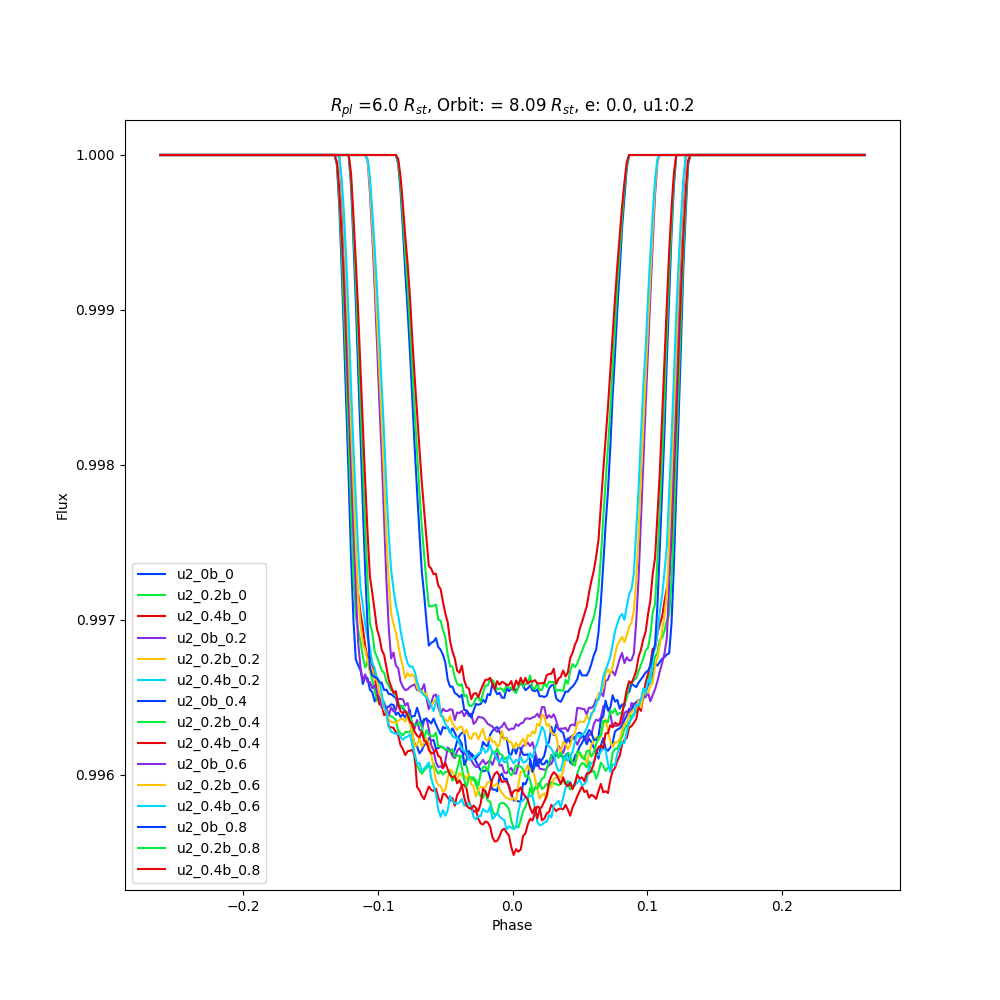 R_pl =6.0 R_st, Orbit: = 8.09 R_st, e: 0.0, u1:0.2
1.000
0.999
0.998
0.997
0.996
Flux
u2_0b_0
u2_0.2b_0
u2_0.4b_0
u2_0b_0.2
u2_0.2b_0.2
u2_0.4b_0.2
u2_0b_0.4
u2_0.2b_0.4
u2_0.4b_0.4
u2_0b_0.6
u2_0.2b_0.6
u2_0.4b_0.6
u2_0b_0.8
u2_0.2b_0.8
u2_0.4b_0.8
−0.2 −0.1 0.0 0.1 0.2
Phase